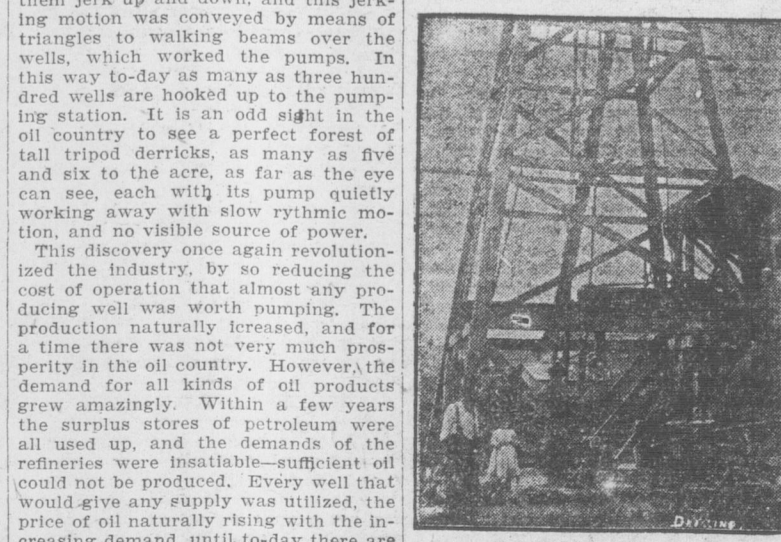 them jerk up and down, and this jerk-
ing motion was conveyed by means of
triangles to walking beams over the
wells, which worked the pumps. In
this way to-day as many as three hun-
dred wells are hooked up to the pump-
ing station. It is an odd sight in the
oil country to see a perfect forest of
tall tripod derricks, as many as five
and six to the acre, as far as the eye
can see, each with its pump quietly
working away with slow rythmic mo-
tion, and no visible source of power.
This discovery once again revolution-
ized the industry, by so reducing the
cost of operation that almost any pro-
ducing well was worth pumping. The
production naturally icreased, and for
a time there was not very much pros-
perity in the oil country. However, the
demand for all kinds of oil products
grew amazingly. Within a few years
the surplus stores of petroleum were
all used up, and the demands of the
refineries were insatiable—sufficient oil
could not be produced. Every well that
would give any supply was utilized, the
price of oil naturally rising with the in-
creasing demand, until to-day there are